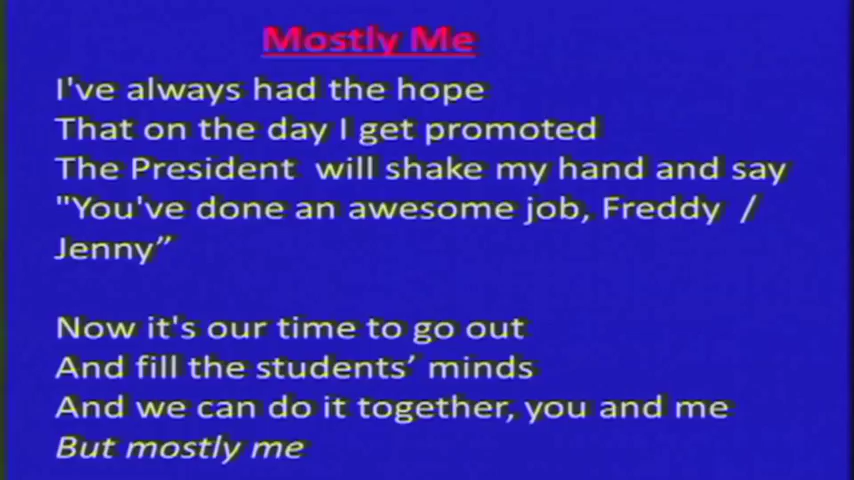 Mostly Me
I've always had the hope
That on the day I get promoted
The President  will shake my hand and say
"You've done an awesome job, Freddy  /
Jenny”
Now it's our time to go out
And fill the students’ minds
And we can do it together, you and me
But mostly me